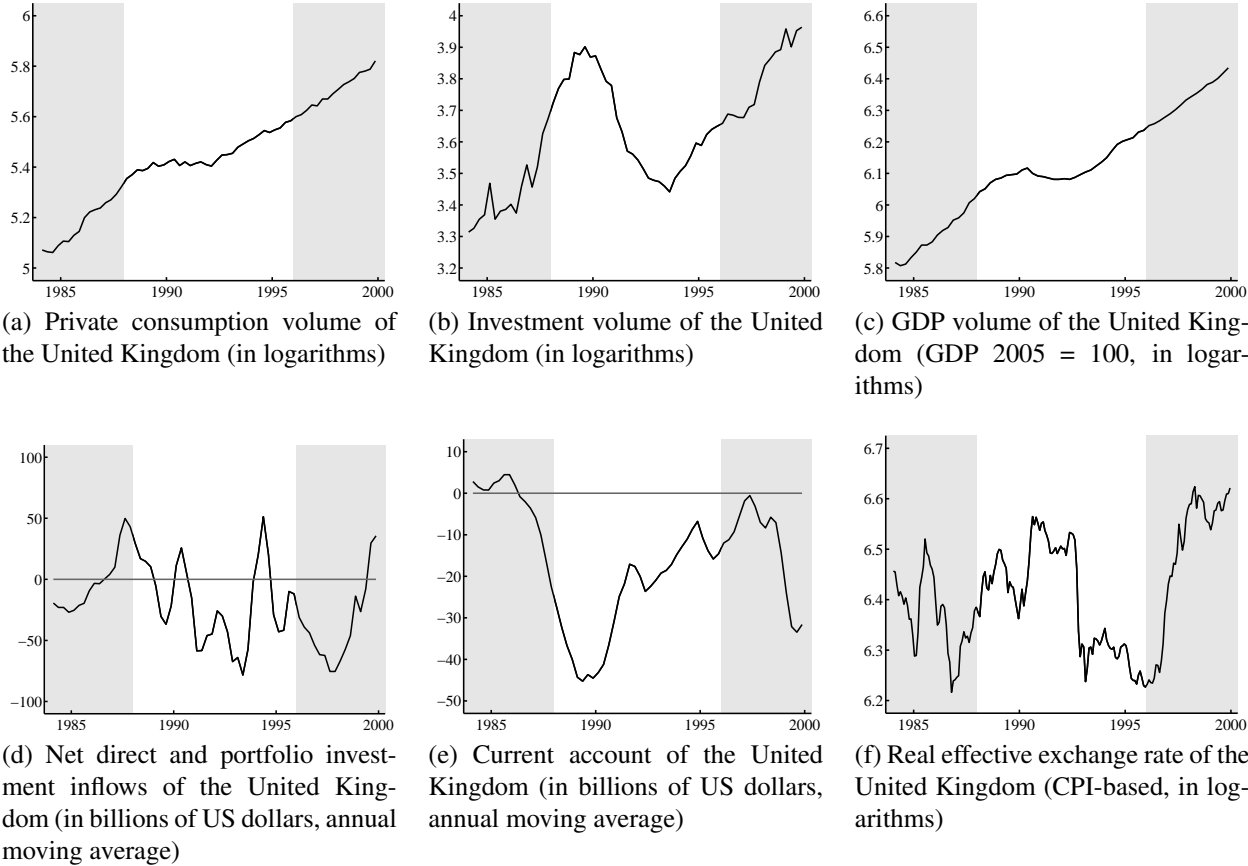 6
5.8
5.6
5.4
5.2
5
1985 1990 1995 2000
(a) Private consumption volume of
the United Kingdom (in logarithms)
4
3.9
3.8
3.7
3.6
3.5
3.4
3.3
3.2
1985 1990 1995 2000
(b) Investment volume of the United
Kingdom (in logarithms)
6.6
6.5
6.4
6.3
6.2
6.1
6
5.9
5.8
1985 1990 1995 2000
(c) GDP volume of the United King-
dom (GDP 2005 = 100, in logar-
ithms)
100
50
0
−50
−100
1985 1990 1995 2000
(d) Net direct and portfolio invest-
ment inflows of the United King-
dom (in billions of US dollars, annual
moving average)
10
0
−10
−20
−30
−40
−50
1985 1990 1995 2000
(e) Current account of the United
Kingdom (in billions of US dollars,
annual moving average)
6.7
6.6
6.5
6.4
6.3
6.2
1985 1990 1995 2000
(f) Real effective exchange rate of the
United Kingdom (CPI-based, in log-
arithms)